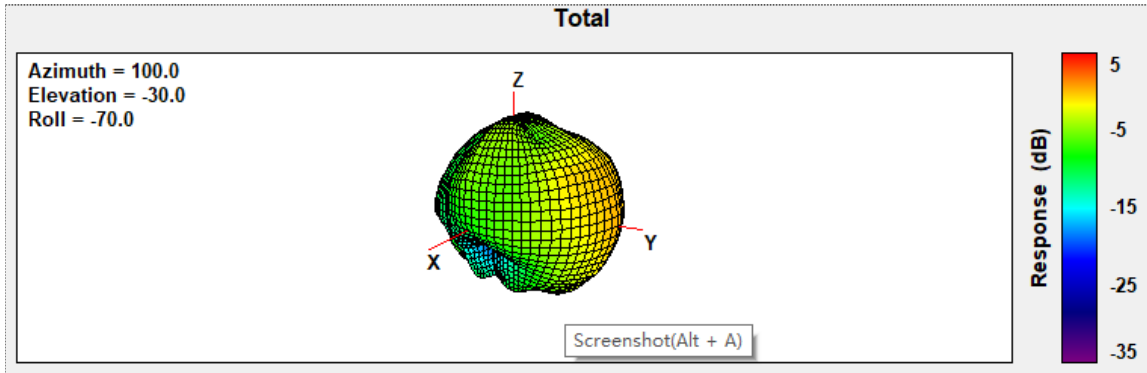 Total
Azimuth = 100.0
Elevation = -30.0
Roll = -70.0
Z
Y
X
Screenshot(Alt + A)
Response (dB)
5
-5
-15
-25
-35